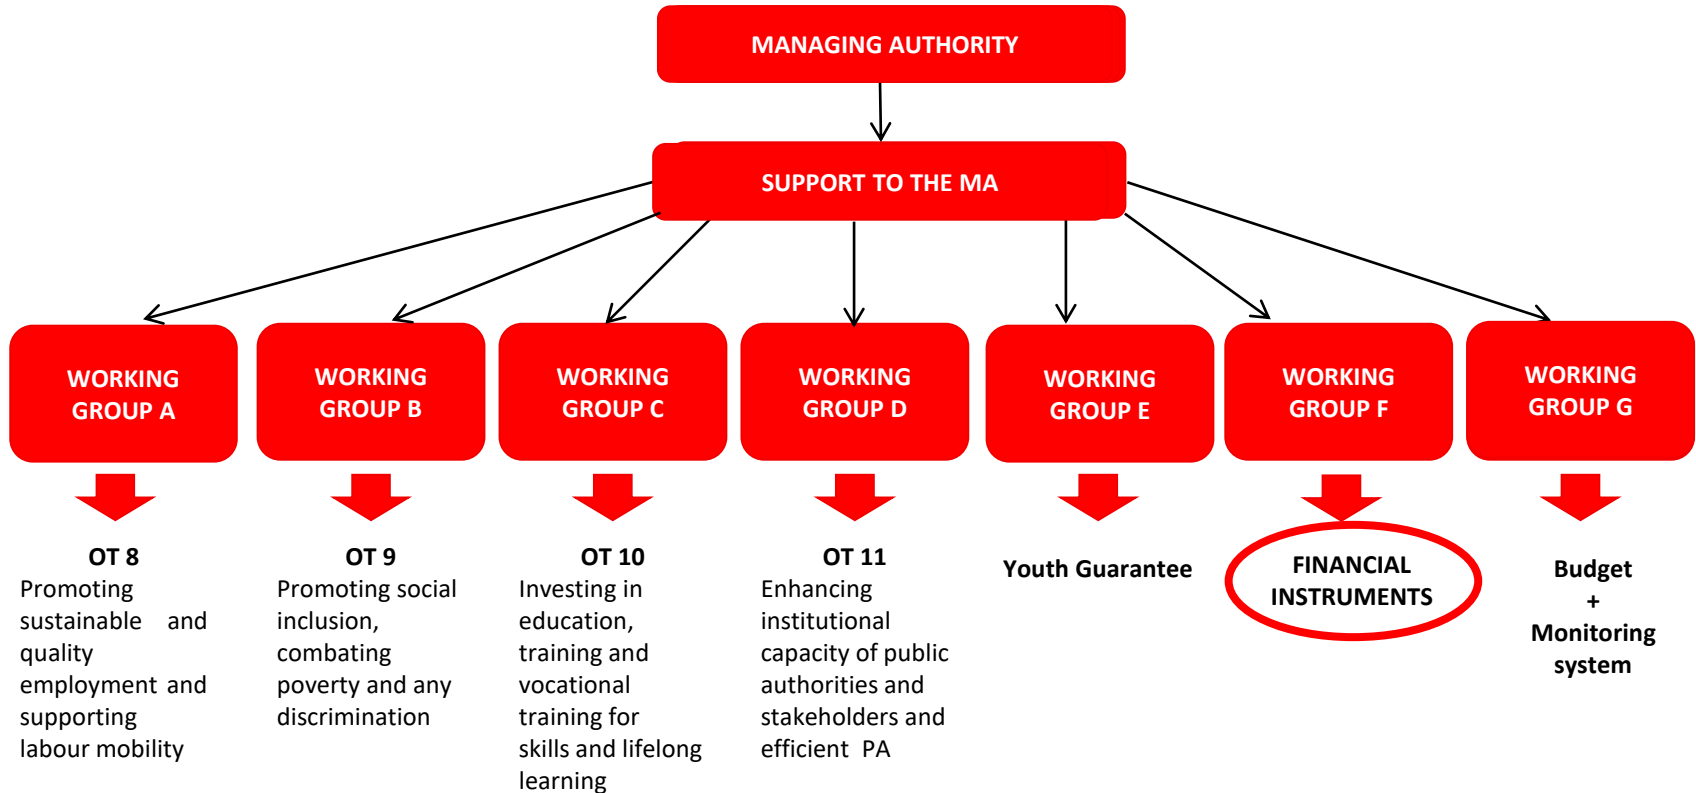 MANAGING AUTHORITY
SUPPORT TO THE MA
WORKING
GROUP A
WORKING
GROUP B
WORKING
GROUP C
WORKING
GROUP D
WORKING
GROUP E
WORKING
GROUP F
WORKING
GROUP G
OT 8
Promoting
sustainable and
quality
employment and
supporting
labour mobility
OT 9
Promoting social
inclusion,
combating
poverty and any
discrimination
OT 10
Investing in
education,
training and
vocational
training for
skills and lifelong
learning
OT 11
Enhancing
institutional
capacity of public
authorities and
stakeholders and
efficient PA
Youth Guarantee
FINANCIAL
INSTRUMENTS
Budget
+
Monitoring
system